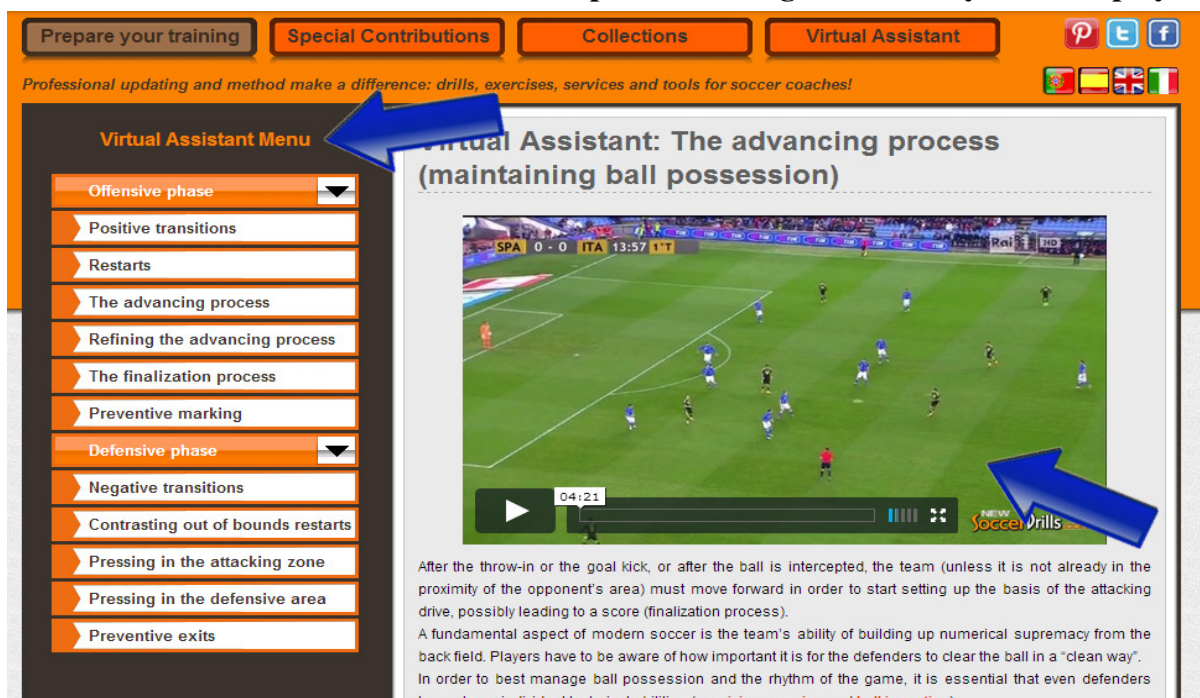 Prepare your training
Special Contributions
Collections
Virtual Assistant
Professional updating and method make a difference: drills, exercises, services and tools for soccer coaches!
Virtual Assistant Menu
Offensive phase
Positive transitions
Restarts
The advancing process
Refining the advancing process
The finalization process
Preventive marking
Defensive phase
Negative transitions
Contrasting out of bounds restarts
Pressing in the attacking zone
Pressing in the defensive area
Preventive exits
Virtual Assistant: The advancing process
(maintaining ball possession)
SPA 0 - 0 ITA 13:57 1°T
Rai HD
04:21
NEW
Soccer Drills
After the throw-in or the goal kick, or after the ball is intercepted, the team (unless it is not already in the
proximity of the opponent's area) must move forward in order to start setting up the basis of the attacking
drive, possibly leading to a score (finalization process).
A fundamental aspect of modern soccer is the team's ability of building up numerical supremacy from the
back field. Players have to be aware of how important it is for the defenders to clear the ball in a "clean way".
In order to best manage ball possession and the rhythm of the game, it is essential that even defenders